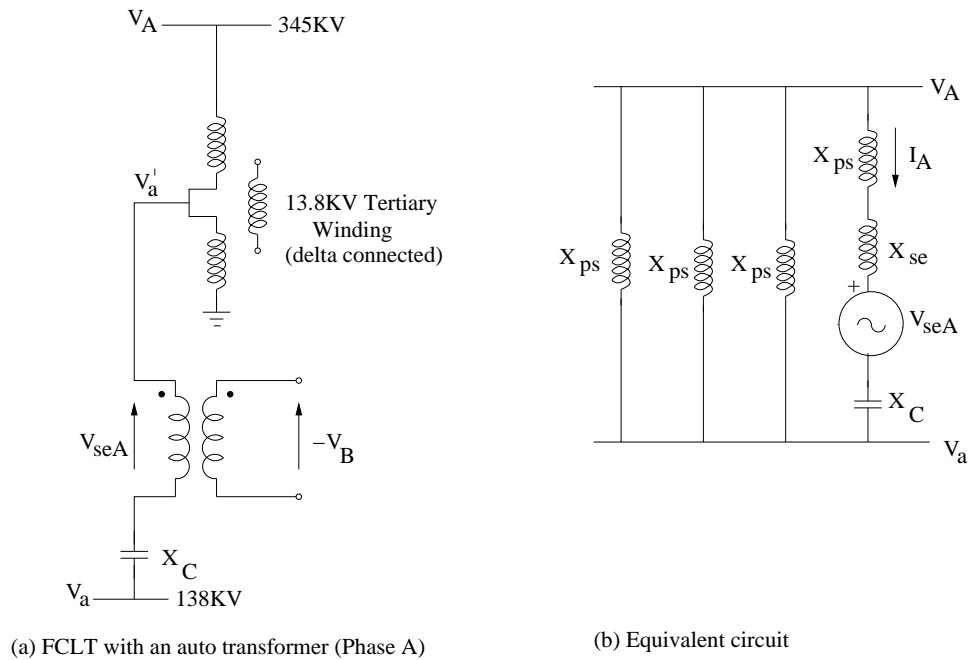 V_A
345KV
V_a'
13.8KV Tertiary
Winding
(delta connected)
V_seA
−V_B
X_C
V_a
138KV
(a) FCLT with an auto transformer (Phase A)
V_A
X_ps
I_A
X_se
X_ps
X_ps
X_ps
+
V_seA
X_C
V_a
(b) Equivalent circuit